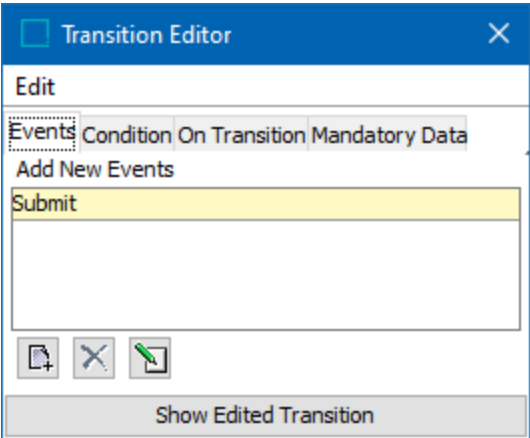 Transition Editor
Edit
Events Condition On Transition Mandatory Data
Add New Events
Submit
Show Edited Transition